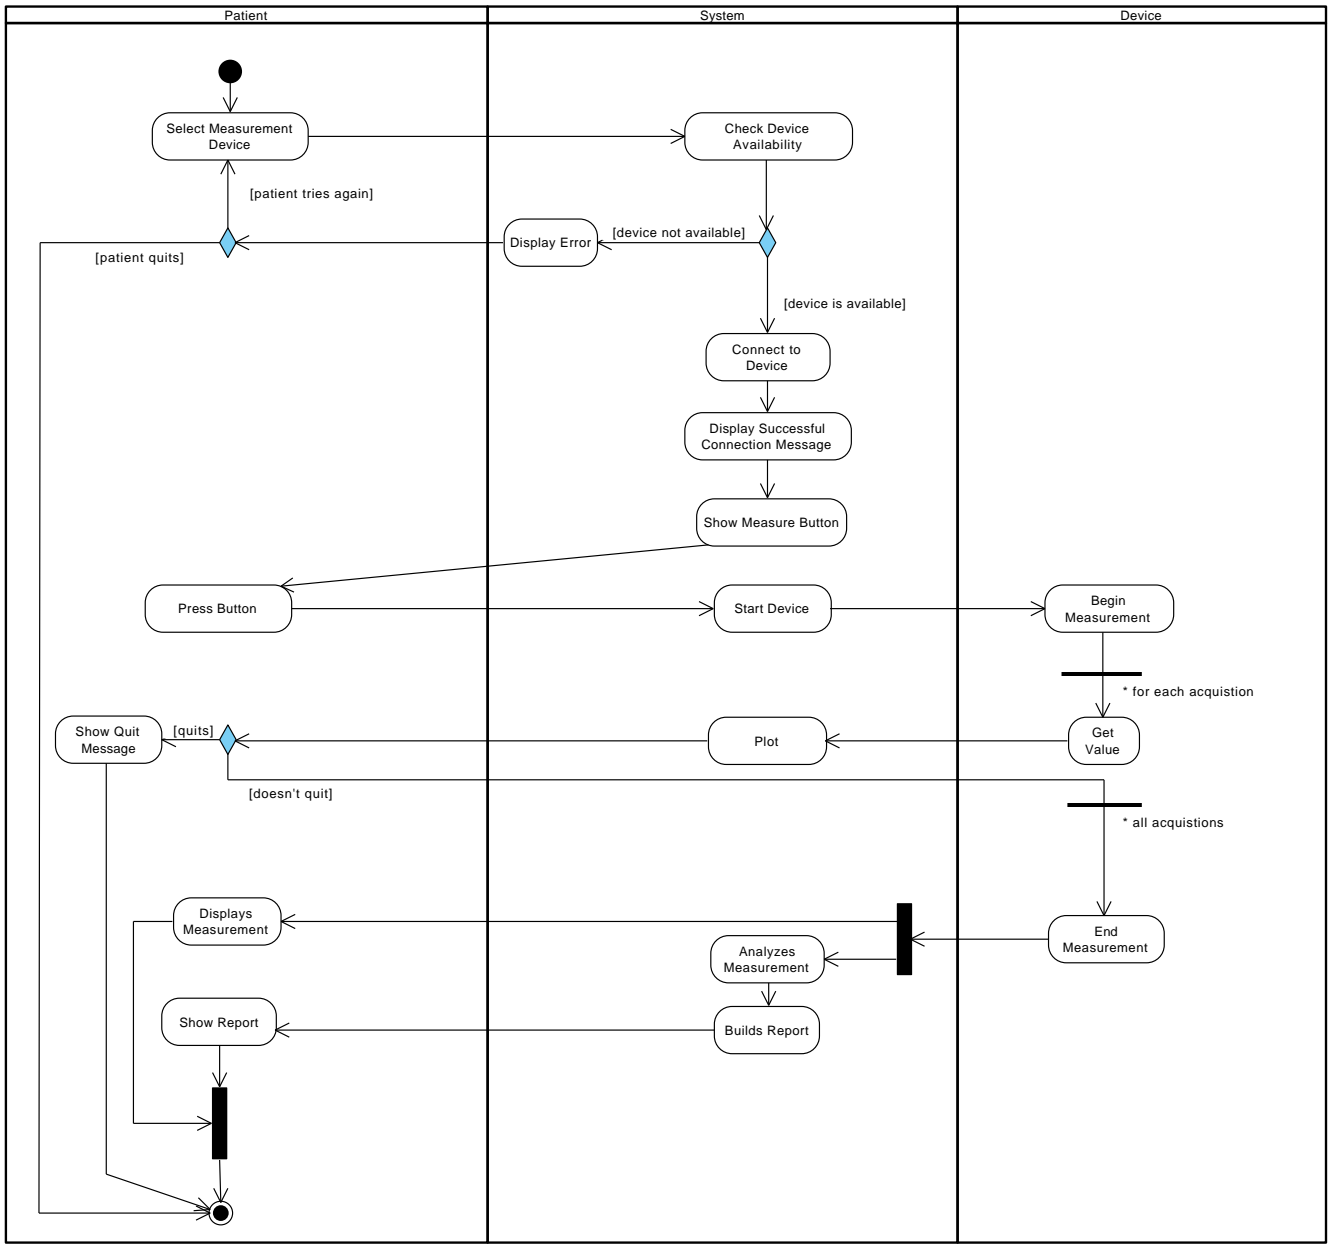 Patient
System
Device
Select Measurement
Device
Check Device
Availability
[patient tries again]
[patient quits]
Display Error
[device not available]
[device is available]
Connect to
Device
Display Successful
Connection Message
Show Measure Button
Press Button
Start Device
Begin
Measurement
* for each acquistion
Show Quit
Message
[quits]
Plot
Get
Value
[doesn't quit]
* all acquistions
Displays
Measurement
Analyzes
Measurement
End
Measurement
Show Report
Builds Report